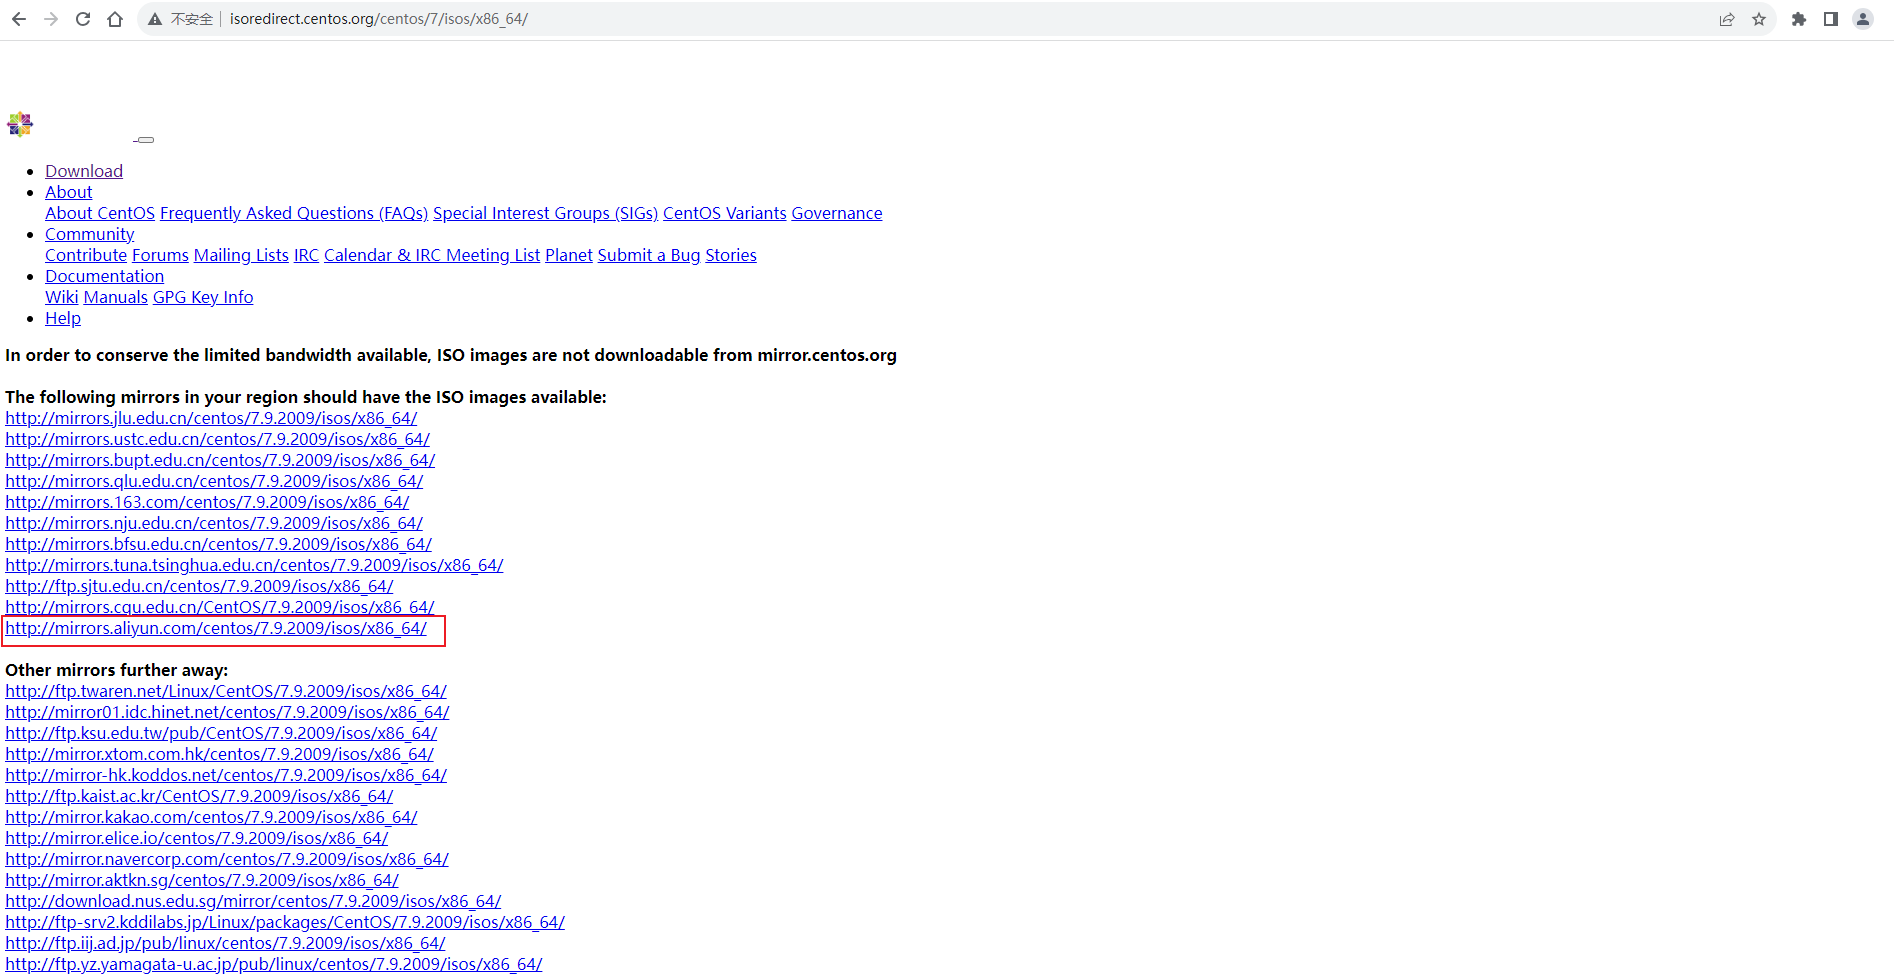 不安全 isoredirect.centos.org/centos/7/isos/x86_64/
Download
About
About CentOS Frequently Asked Questions (FAQs) Special Interest Groups (SIGs) CentOS Variants Governance
Community
Contribute Forums Mailing Lists IRC Calendar & IRC Meeting List Planet Submit a Bug Stories
Documentation
Wiki Manuals GPG Key Info
Help
In order to conserve the limited bandwidth available, ISO images are not downloadable from mirror.centos.org
The following mirrors in your region should have the ISO images available:
http://mirrors.jlu.edu.cn/centos/7.9.2009/isos/x86_64/
http://mirrors.ustc.edu.cn/centos/7.9.2009/isos/x86_64/
http://mirrors.bupt.edu.cn/centos/7.9.2009/isos/x86_64/
http://mirrors.qlu.edu.cn/centos/7.9.2009/isos/x86_64/
http://mirrors.163.com/centos/7.9.2009/isos/x86_64/
http://mirrors.nju.edu.cn/centos/7.9.2009/isos/x86_64/
http://mirrors.bfsu.edu.cn/centos/7.9.2009/isos/x86_64/
http://mirrors.tuna.tsinghua.edu.cn/centos/7.9.2009/isos/x86_64/
http://ftp.sjtu.edu.cn/centos/7.9.2009/isos/x86_64/
http://mirrors.cqu.edu.cn/CentOS/7.9.2009/isos/x86_64/
http://mirrors.aliyun.com/centos/7.9.2009/isos/x86_64/
Other mirrors further away:
http://ftp.twaren.net/Linux/CentOS/7.9.2009/isos/x86_64/
http://mirror01.idc.hinet.net/centos/7.9.2009/isos/x86_64/
http://ftp.ksu.edu.tw/pub/CentOS/7.9.2009/isos/x86_64/
http://mirror.xtom.com.hk/centos/7.9.2009/isos/x86_64/
http://mirror-hk.koddos.net/centos/7.9.2009/isos/x86_64/
http://ftp.kaist.ac.kr/CentOS/7.9.2009/isos/x86_64/
http://mirror.kakao.com/centos/7.9.2009/isos/x86_64/
http://mirror.elice.io/centos/7.9.2009/isos/x86_64/
http://mirror.navercorp.com/centos/7.9.2009/isos/x86_64/
http://mirror.aktkn.sg/centos/7.9.2009/isos/x86_64/
http://download.nus.edu.sg/mirror/centos/7.9.2009/isos/x86_64/
http://ftp-srv2.kddilabs.jp/Linux/packages/CentOS/7.9.2009/isos/x86_64/
http://ftp.iij.ad.jp/pub/linux/centos/7.9.2009/isos/x86_64/
http://ftp.yz.yamagata-u.ac.jp/pub/linux/centos/7.9.2009/isos/x86_64/